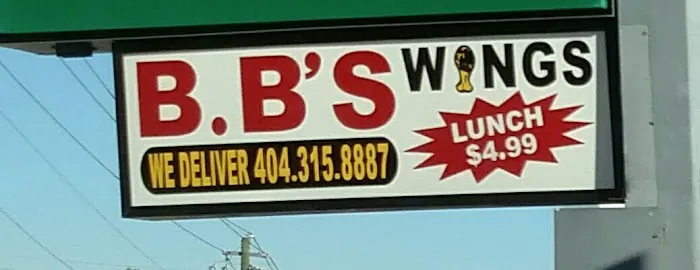 B.B'S WINGS
WE DELIVER 404.315.8887
LUNCH
$4.99